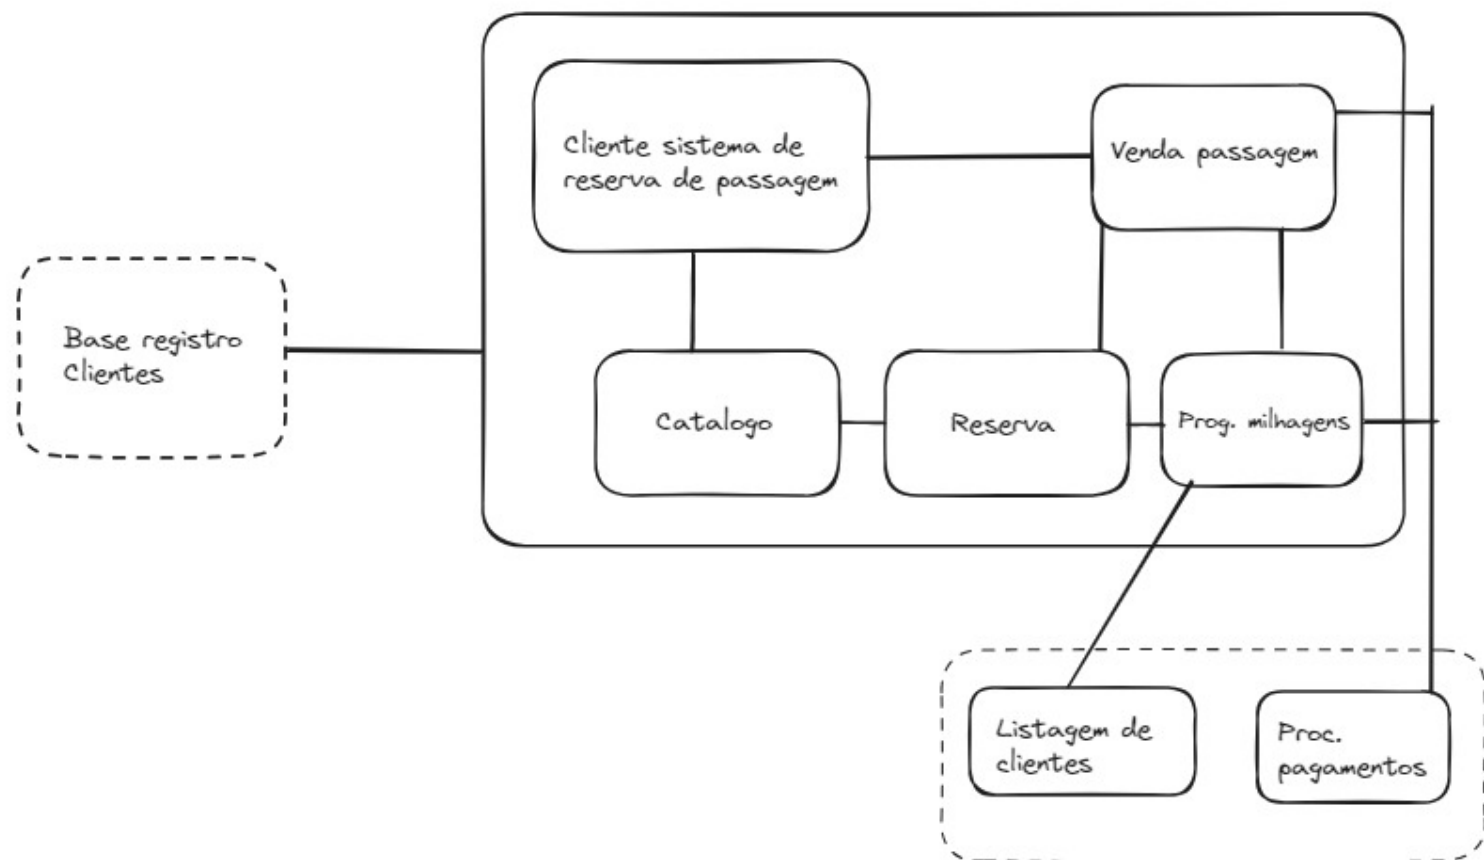 Cliente sistema de
reserva de passagem
Venda passagem
Base registro
Clientes
Catalogo
Reserva
Prog. milhagens
Listagem de
clientes
Proc.
pagamentos